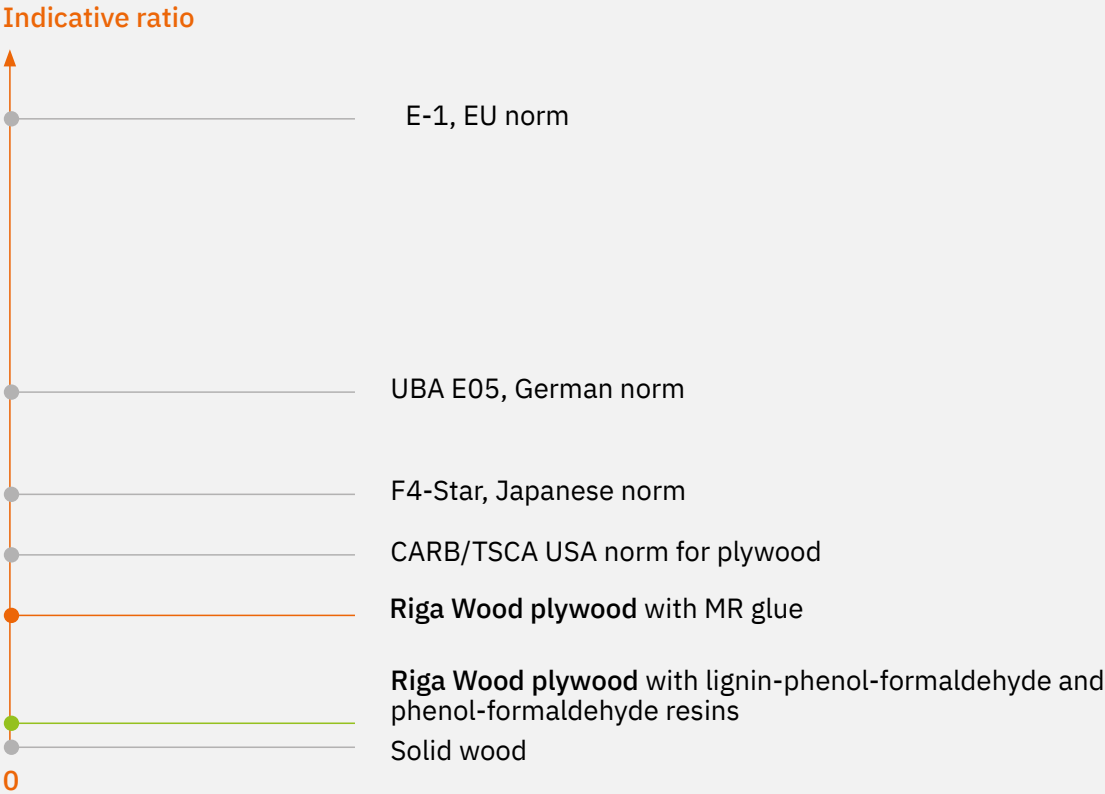 Indicative ratio
E-1, EU norm
UBA E05, German norm
F4-Star, Japanese norm
CARB/TSCA USA norm for plywood
Riga Wood plywood with MR glue
Riga Wood plywood with lignin-phenol-formaldehyde and
phenol-formaldehyde resins
Solid wood
0